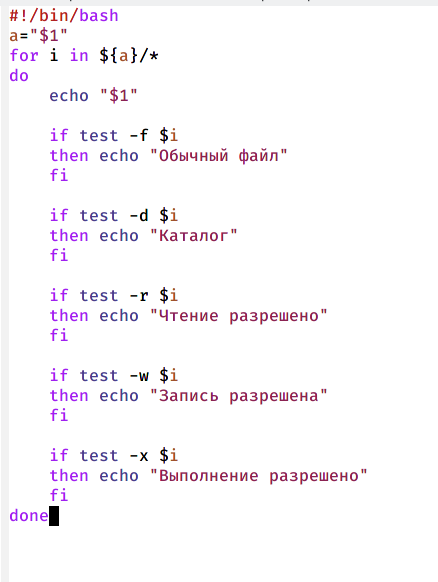 #!/bin/bash
a="$1"
for i in ${a}/*
do
    echo "$1"

    if test -f $i
    then echo "Обычный файл"
    fi

    if test -d $i
    then echo "Каталог"
    fi

    if test -r $i
    then echo "Чтение разрешено"
    fi

    if test -w $i
    then echo "Запись разрешена"
    fi

    if test -x $i
    then echo "Выполнение разрешено"
    fi
done